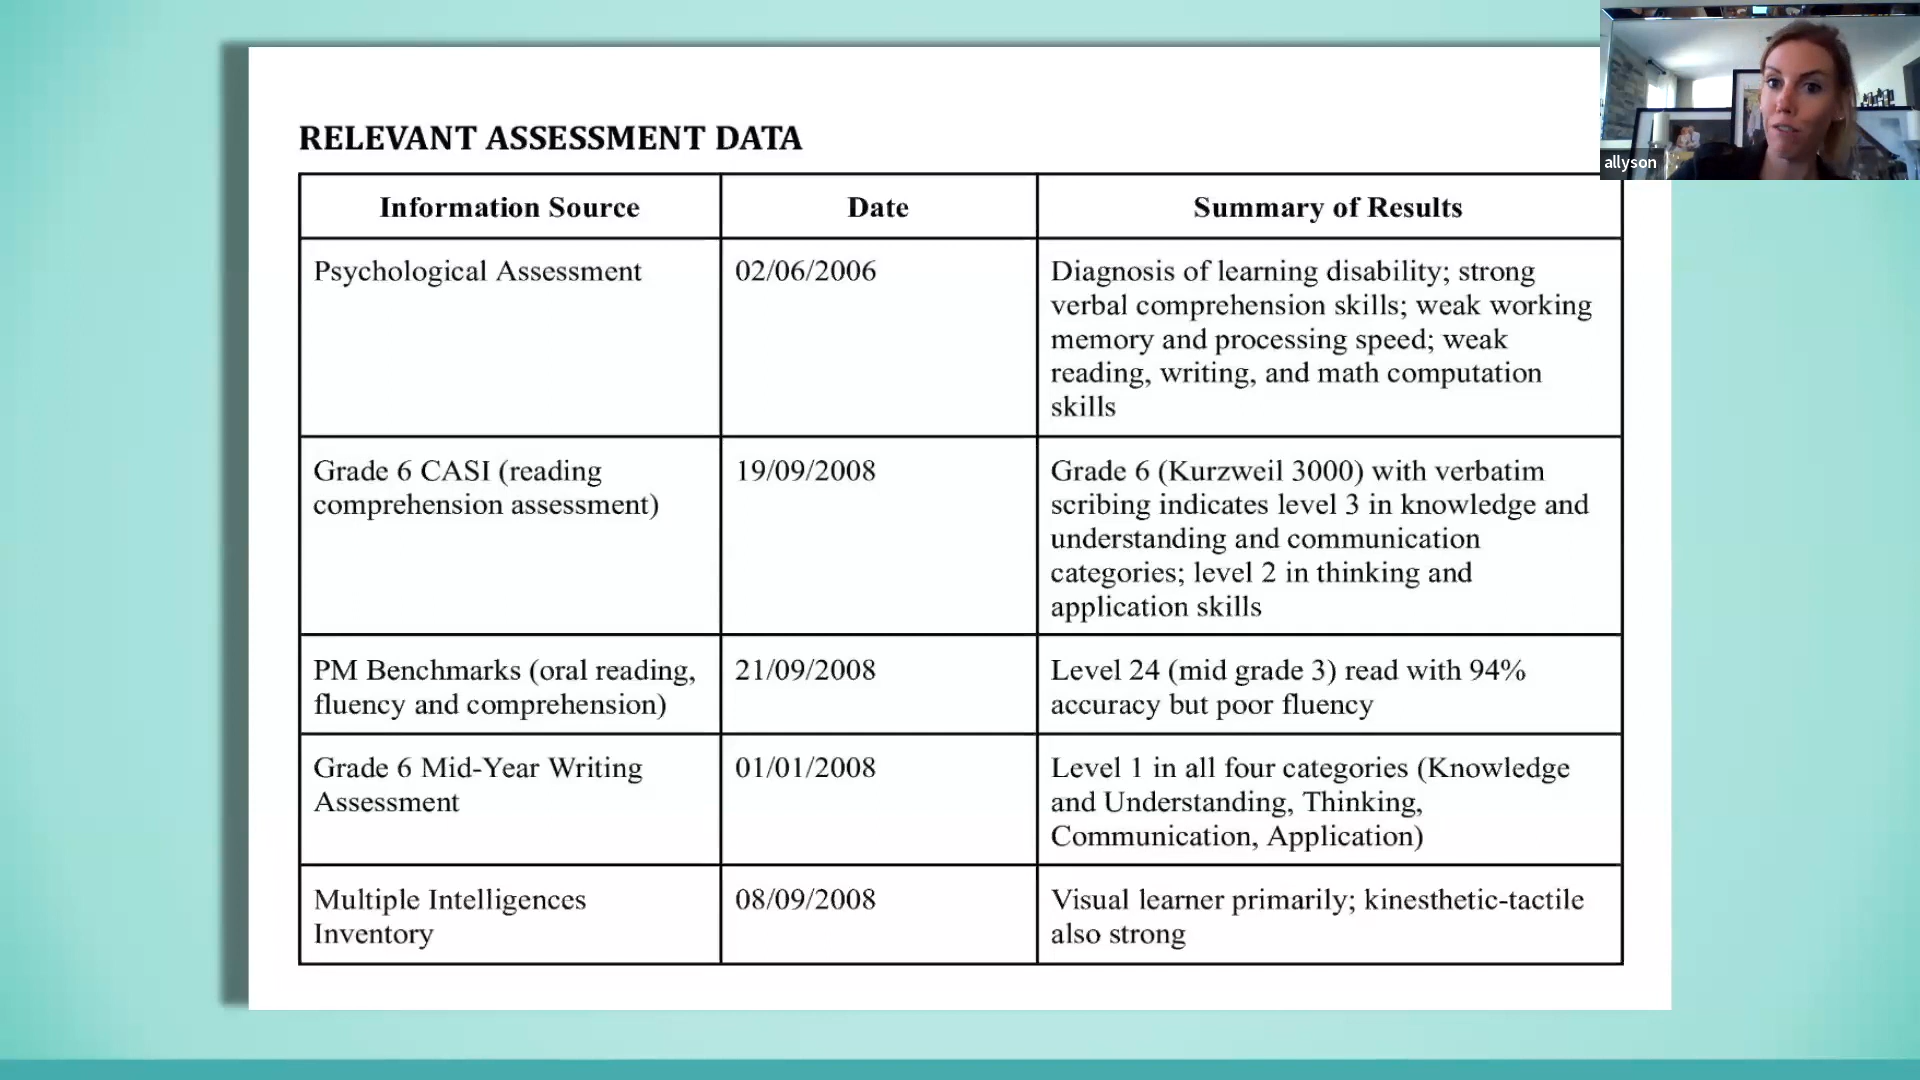 RELEVANT ASSESSMENT DATA
Information Source
Date
Summary of Results
Psychological Assessment
02/06/2006
Diagnosis of learning disability; strong
verbal comprehension skills; weak working
memory and processing speed; weak
reading, writing, and math computation
skills
Grade 6 CASI (reading
comprehension assessment)
19/09/2008
Grade 6 (Kurzweil 3000) with verbatim
scribing indicates level 3 in knowledge and
understanding and communication
categories; level 2 in thinking and
application skills
PM Benchmarks (oral reading,
fluency and comprehension)
21/09/2008
Level 24 (mid grade 3) read with 94%
accuracy but poor fluency
Grade 6 Mid-Year Writing
Assessment
01/01/2008
Level 1 in all four categories (Knowledge
and Understanding, Thinking,
Communication, Application)
Multiple Intelligences
Inventory
08/09/2008
Visual learner primarily; kinesthetic-tactile
also strong
allyson